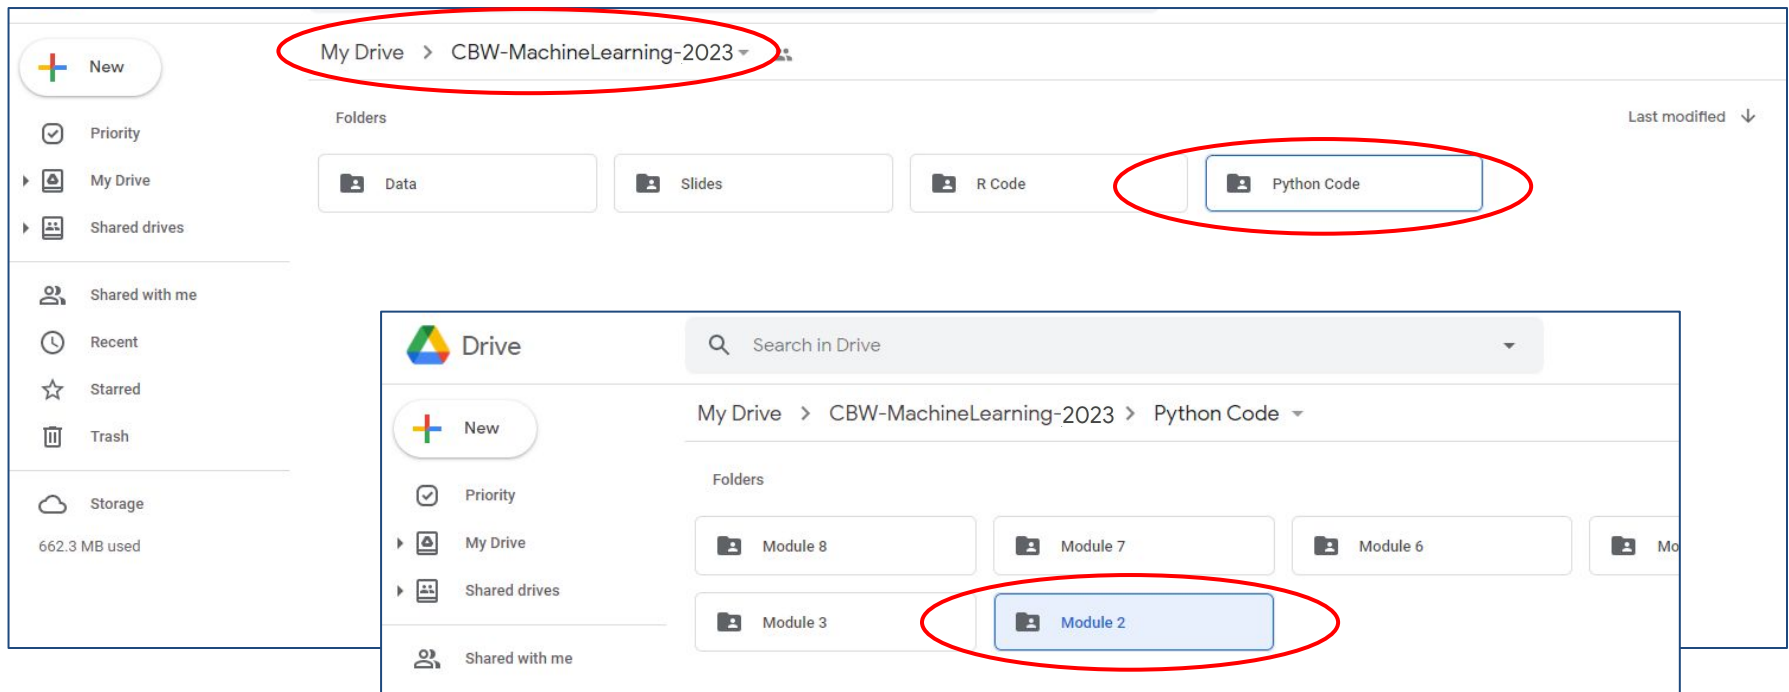 New
My Drive > CBW-MachineLearning-2023
Priority
My Drive
Shared drives
Shared with me
Recent
Starred
Trash
Storage
662.3 MB used
Folders
Last modified
Data
Slides
R Code
Python Code
Drive
Search in Drive
New
My Drive > CBW-MachineLearning-2023 > Python Code
Priority
My Drive
Shared drives
Shared with me
Folders
Module 8
Module 7
Module 6
Mo
Module 3
Module 2